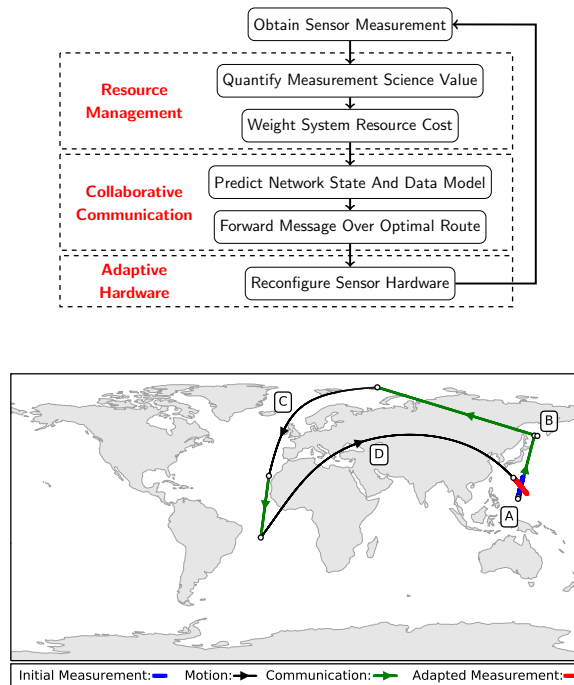 Obtain Sensor Measurement
Resource
Management
Quantify Measurement Science Value
Weight System Resource Cost
Collaborative
Communication
Predict Network State And Data Model
Forward Message Over Optimal Route
Adaptive
Hardware
Reconfigure Sensor Hardware
C
B
D
A
Initial Measurement: Motion: Communication: Adapted Measurement: